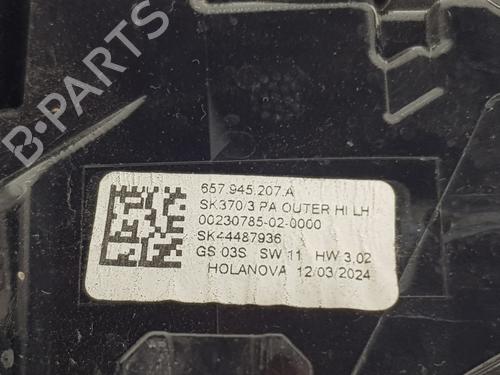 B-PARTS
657.945.207.A
SK370/3 PA OUTER HI LH
00230785-02-0000
SK44487936
GS 03S SW 11 HW 3.02
HOLANOVA 12/03/2024